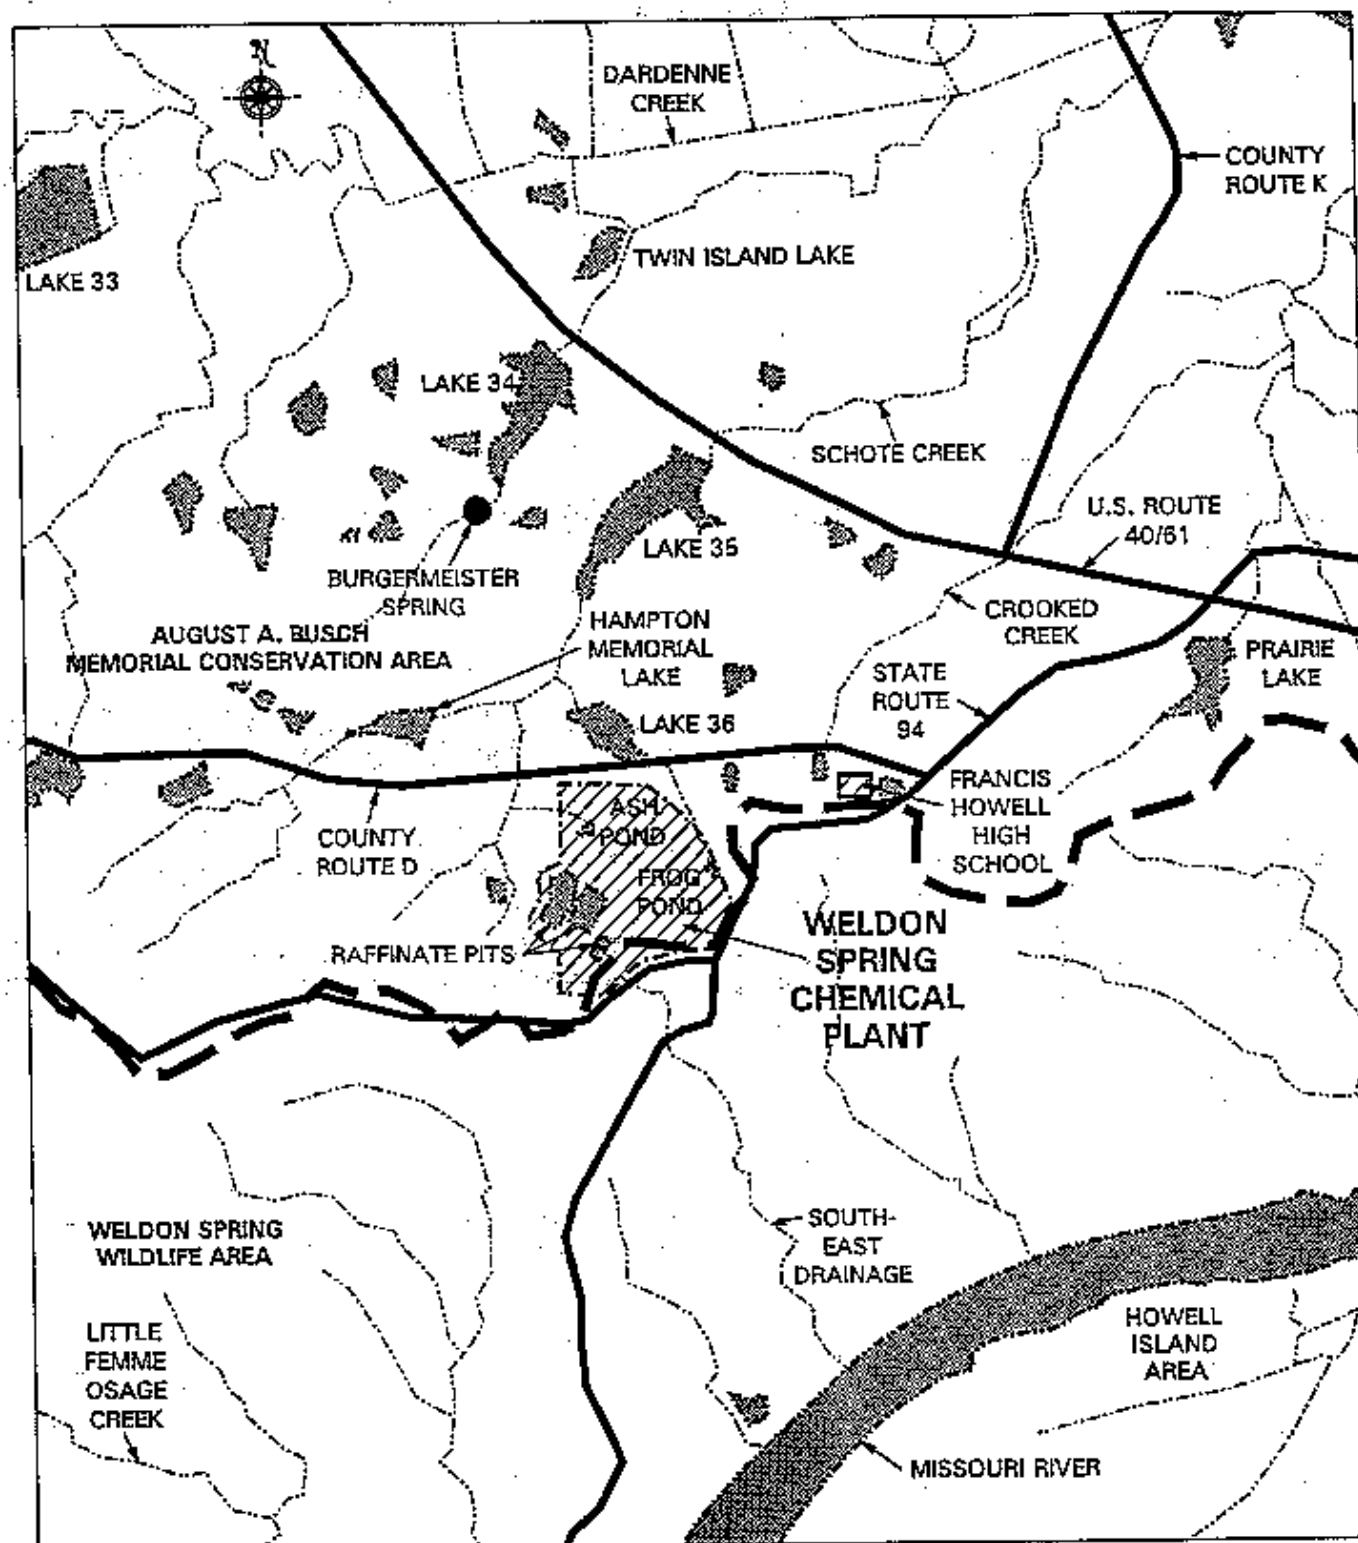 N
DARDENNE
CREEK
COUNTY
ROUTE K
TWIN ISLAND LAKE
LAKE 33
LAKE 34
SCHOTE CREEK
U.S. ROUTE
40/61
LAKE 35
BURGERMEISTER
SPRING
CROOKED
CREEK
HAMPTON
MEMORIAL
LAKE
AUGUST A. BUSCH
MEMORIAL CONSERVATION AREA
PRAIRIE
LAKE
STATE
ROUTE
94
LAKE 36
FRANCIS
HOWELL
HIGH
SCHOOL
ASH
POND
COUNTY
ROUTE D
FROG
POND
RAFFINATE PITS
WELDON
SPRING
CHEMICAL
PLANT
WELDON SPRING
WILDLIFE AREA
SOUTH-
EAST
DRAINAGE
HOWELL
ISLAND
AREA
LITTLE
FEMME
OSAGE
CREEK
MISSOURI RIVER